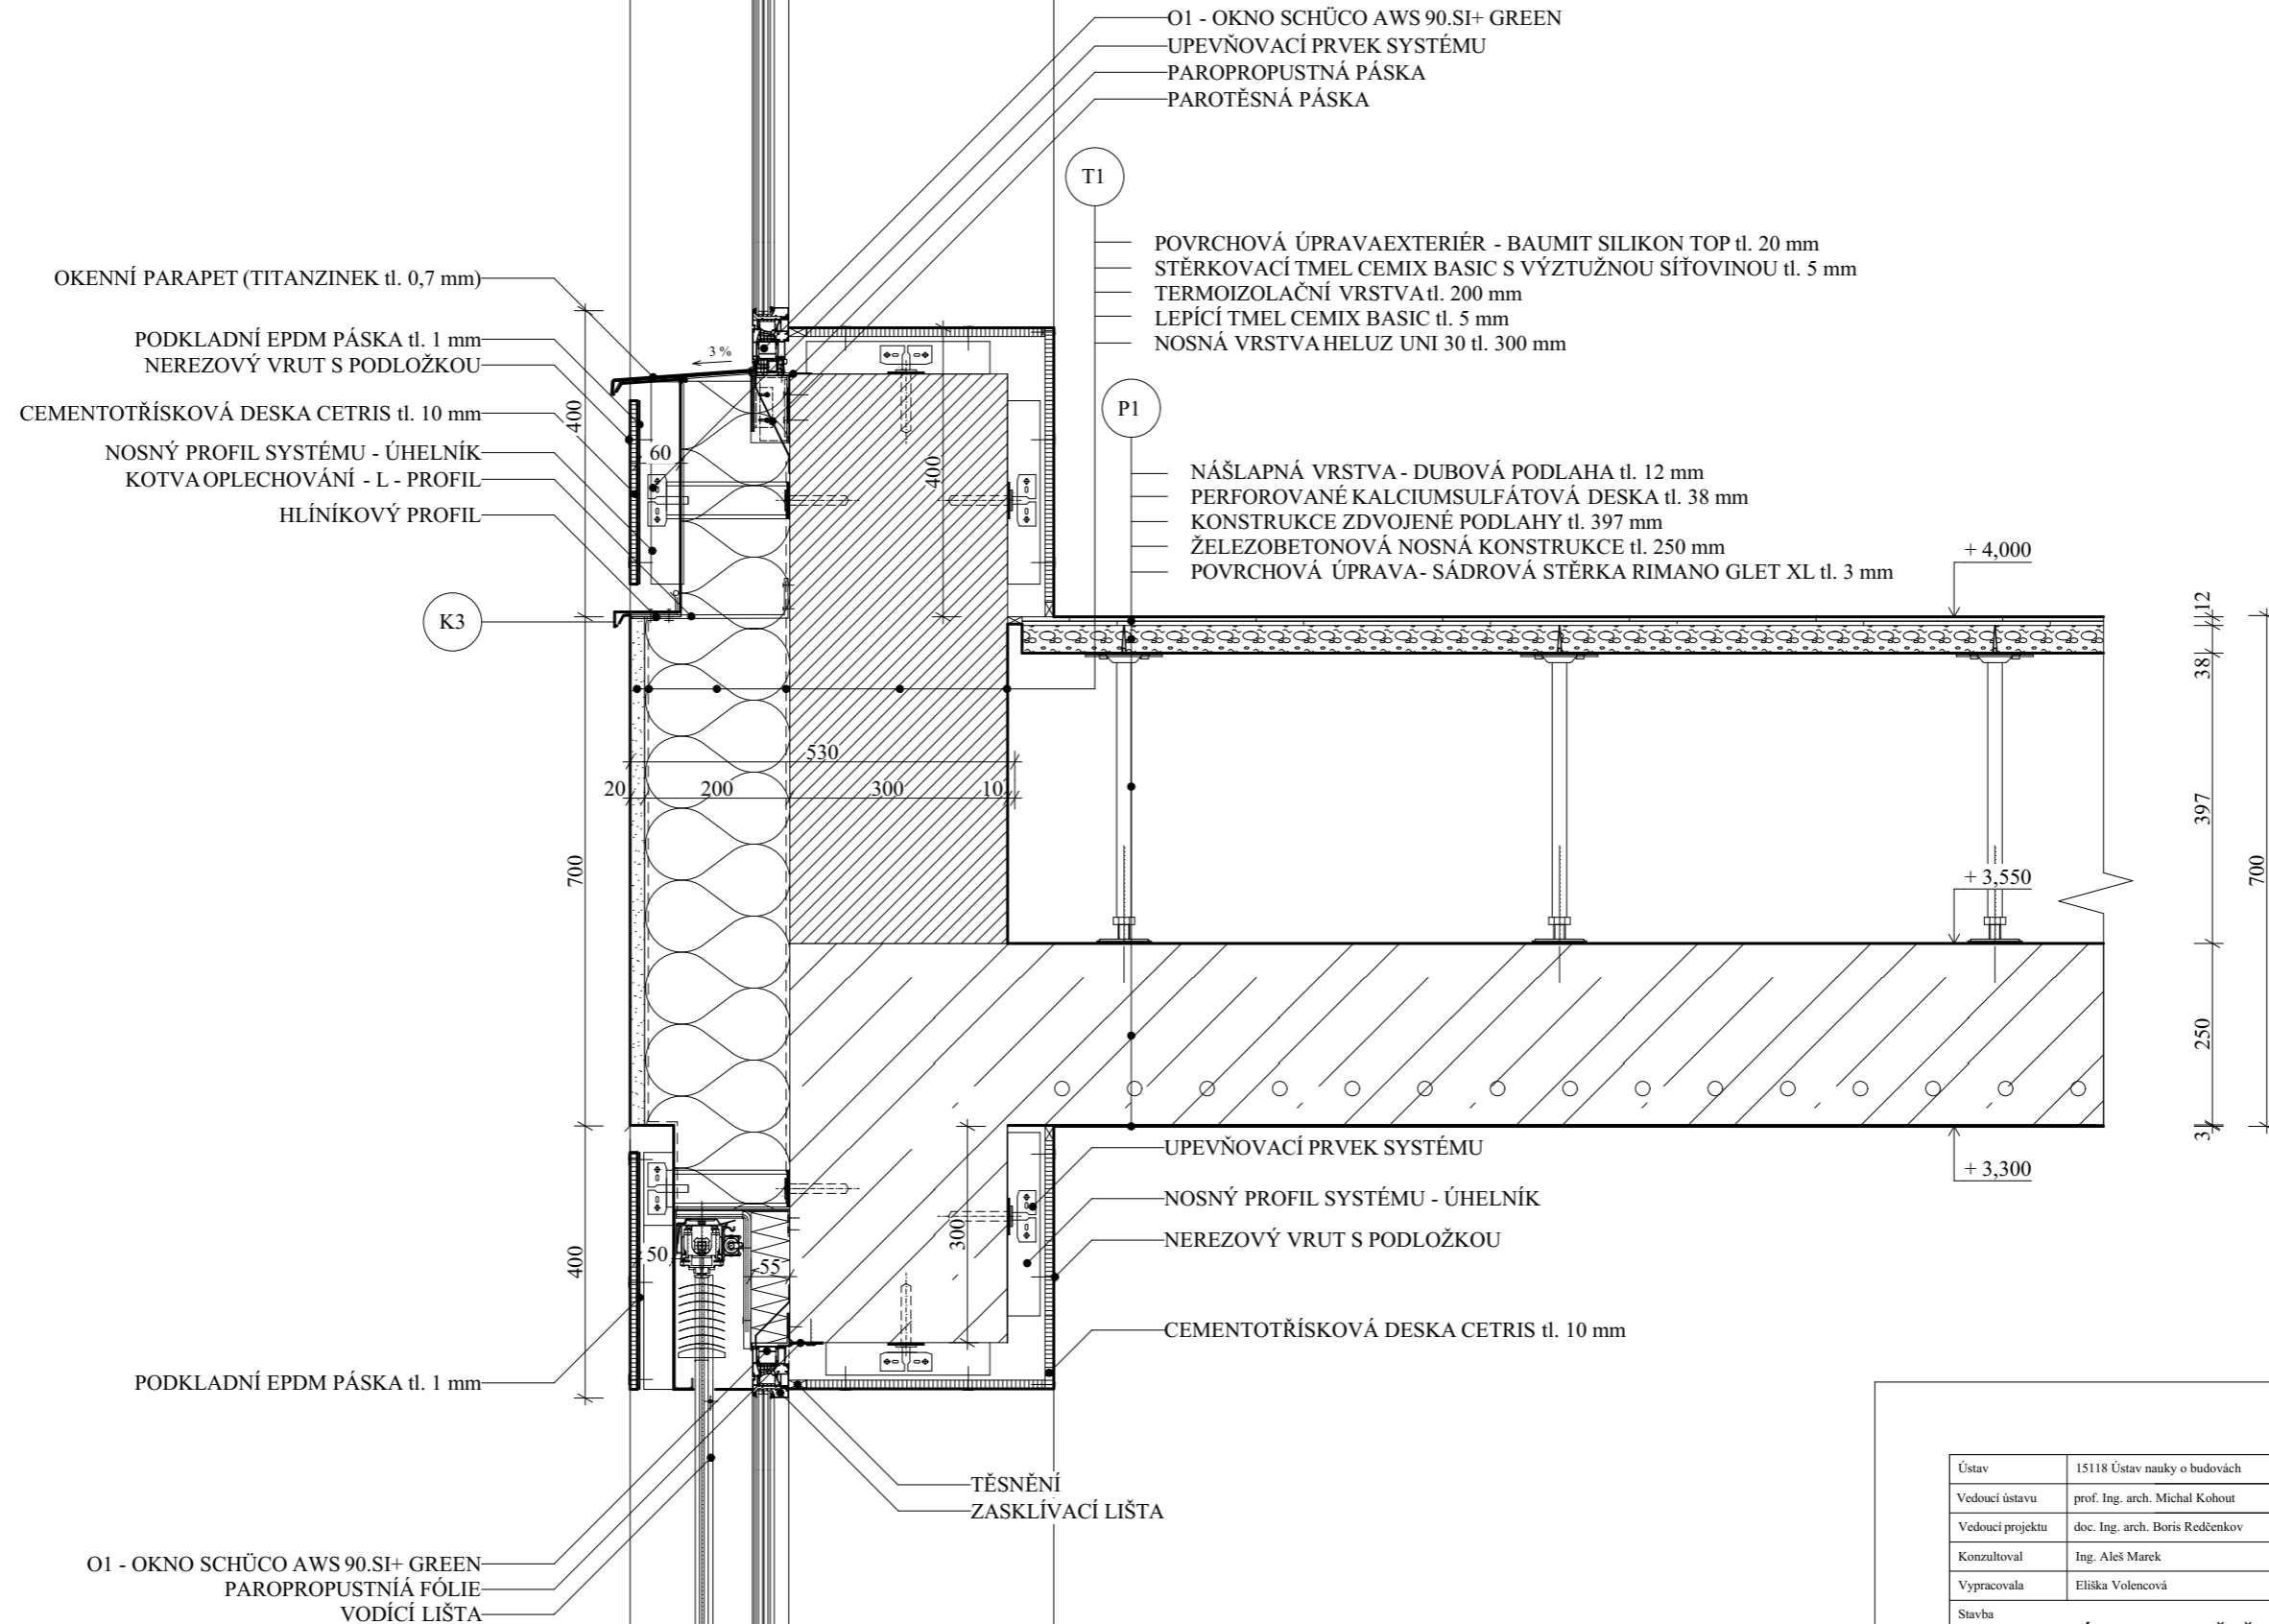 O1 - OKNO SCHÜCO AWS 90.SI+ GREEN
UPEVŇOVACÍ PRVEK SYSTÉMU
PAROPROPUSTNÁ PÁSKA
PAROTĚSNÁ PÁSKA
T1
POVRCHOVÁ ÚPRAVAEXTERIÉR - BAUMIT SILIKON TOP tl. 20 mm
STĚRKOVACÍ TMEL CEMIX BASIC S VÝZTUŽNOU SÍŤOVINOU tl. 5 mm
TERMOIZOLAČNÍ VRSTVA tl. 200 mm
LEPÍCÍ TMEL CEMIX BASIC tl. 5 mm
NOSNÁ VRSTVA HELUZ UNI 30 tl. 300 mm
OKENNÍ PARAPET (TITANZINEK tl. 0,7 mm)
PODKLADNÍ EPDM PÁSKA tl. 1 mm
NEREZOVÝ VRUT S PODLOŽKOU
CEMENTOTŘÍSKOVÁ DESKA CETRIS tl. 10 mm
NOSNÝ PROFIL SYSTÉMU - ÚHELNÍK
KOTVA OPLECHOVÁNÍ - L - PROFIL
HLÍNÍKOVÝ PROFIL
3 %
400
60
400
P1
NÁŠLAPNÁ VRSTVA - DUBOVÁ PODLAHA tl. 12 mm
PERFOROVANÉ KALCIUMSULFÁTOVÁ DESKA tl. 38 mm
KONSTRUKCE ZDVOJENÉ PODLAHY tl. 397 mm
ŽELEZOBETONOVÁ NOSNÁ KONSTRUKCE tl. 250 mm
POVRCHOVÁ ÚPRAVA- SÁDROVÁ STĚRKA RIMANO GLET XL tl. 3 mm
+ 4,000
K3
12
38
397
250
3
700
530
20
200
300
10
700
+ 3,550
+ 3,300
UPEVŇOVACÍ PRVEK SYSTÉMU
NOSNÝ PROFIL SYSTÉMU - ÚHELNÍK
NEREZOVÝ VRUT S PODLOŽKOU
CEMENTOTŘÍSKOVÁ DESKA CETRIS tl. 10 mm
400
50
55
300
PODKLADNÍ EPDM PÁSKA tl. 1 mm
TĚSNĚNÍ
ZASKLÍVACÍ LIŠTA
O1 - OKNO SCHÜCO AWS 90.SI+ GREEN
PAROPROPUSTNÍÁ FÓLIE
VODÍCÍ LIŠTA
Ústav 15118 Ústav nauky o budovách
Vedoucí ústavu prof. Ing. arch. Michal Kohout
Vedoucí projektu doc. Ing. arch. Boris Redčenkov
Konzultoval Ing. Aleš Marek
Vypracovala Eliška Volencová
Stavba